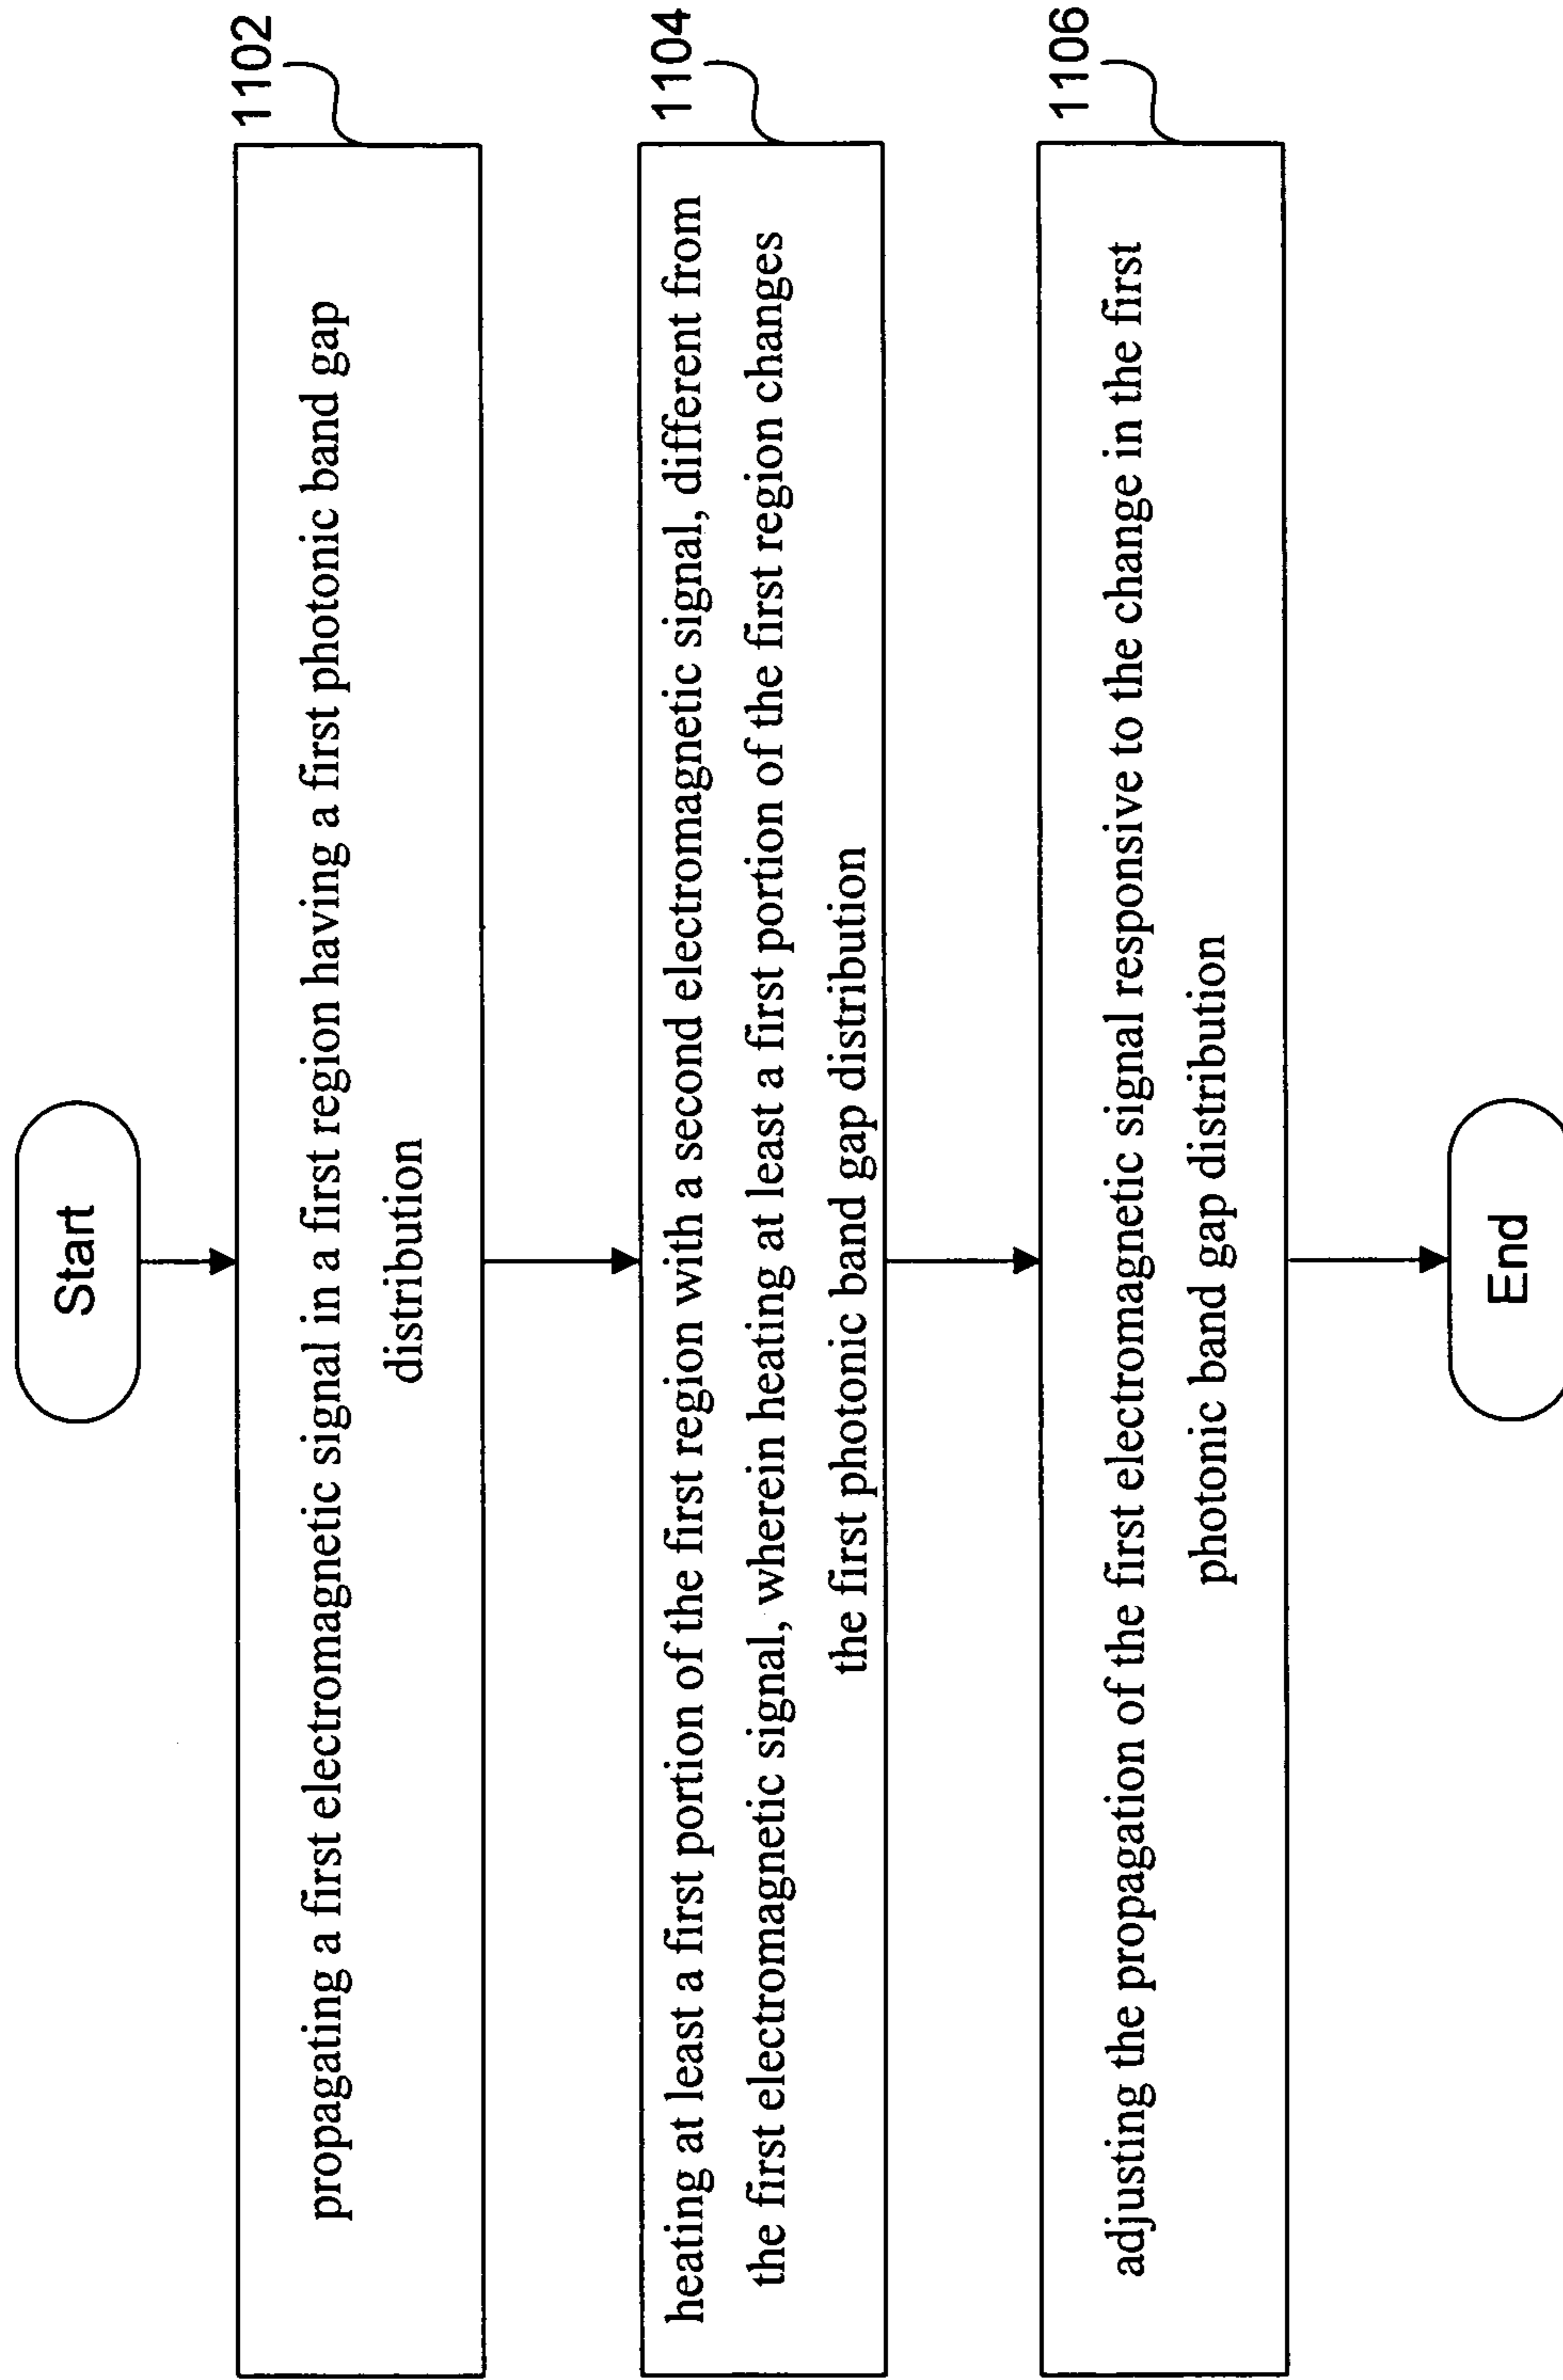 Start
1102
propagating a first electromagnetic signal in a first region having a first photonic band gap
distribution
1104
heating at least a first portion of the first region with a second electromagnetic signal, different from
the first electromagnetic signal, wherein heating at least a first portion of the first region changes
the first photonic band gap distribution
1106
adjusting the propagation of the first electromagnetic signal responsive to the change in the first
photonic band gap distribution
End